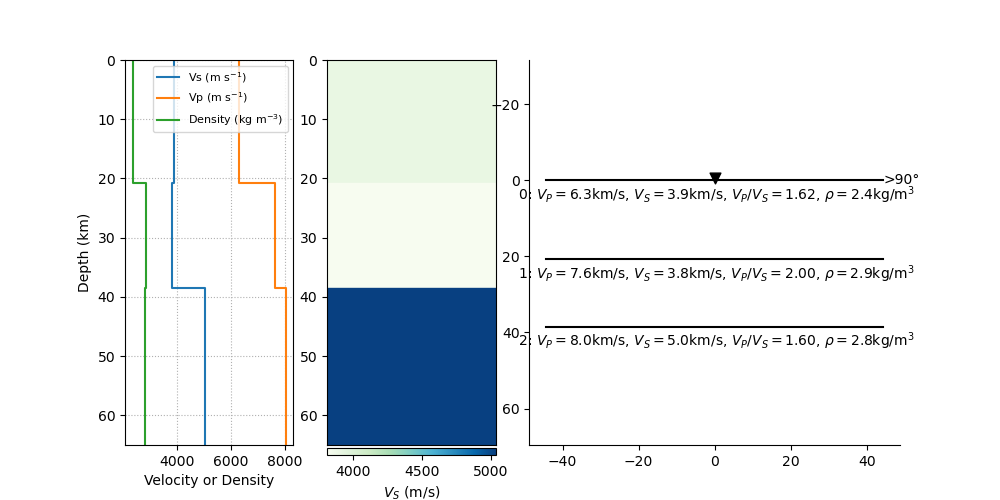 0
10
20
30
40
50
60
Depth (km)
4000 6000 8000
Velocity or Density
Vs (m s⁻¹)
Vp (m s⁻¹)
Density (kg m⁻³)
0
10
20
30
40
50
60
4000 4500 5000
V_S (m/s)
−20
0
20
40
60
>90°
0: V_P = 6.3km/s, V_S = 3.9km/s, V_P/V_S = 1.62, ρ = 2.4kg/m³
1: V_P = 7.6km/s, V_S = 3.8km/s, V_P/V_S = 2.00, ρ = 2.9kg/m³
2: V_P = 8.0km/s, V_S = 5.0km/s, V_P/V_S = 1.60, ρ = 2.8kg/m³
−40 −20 0 20 40